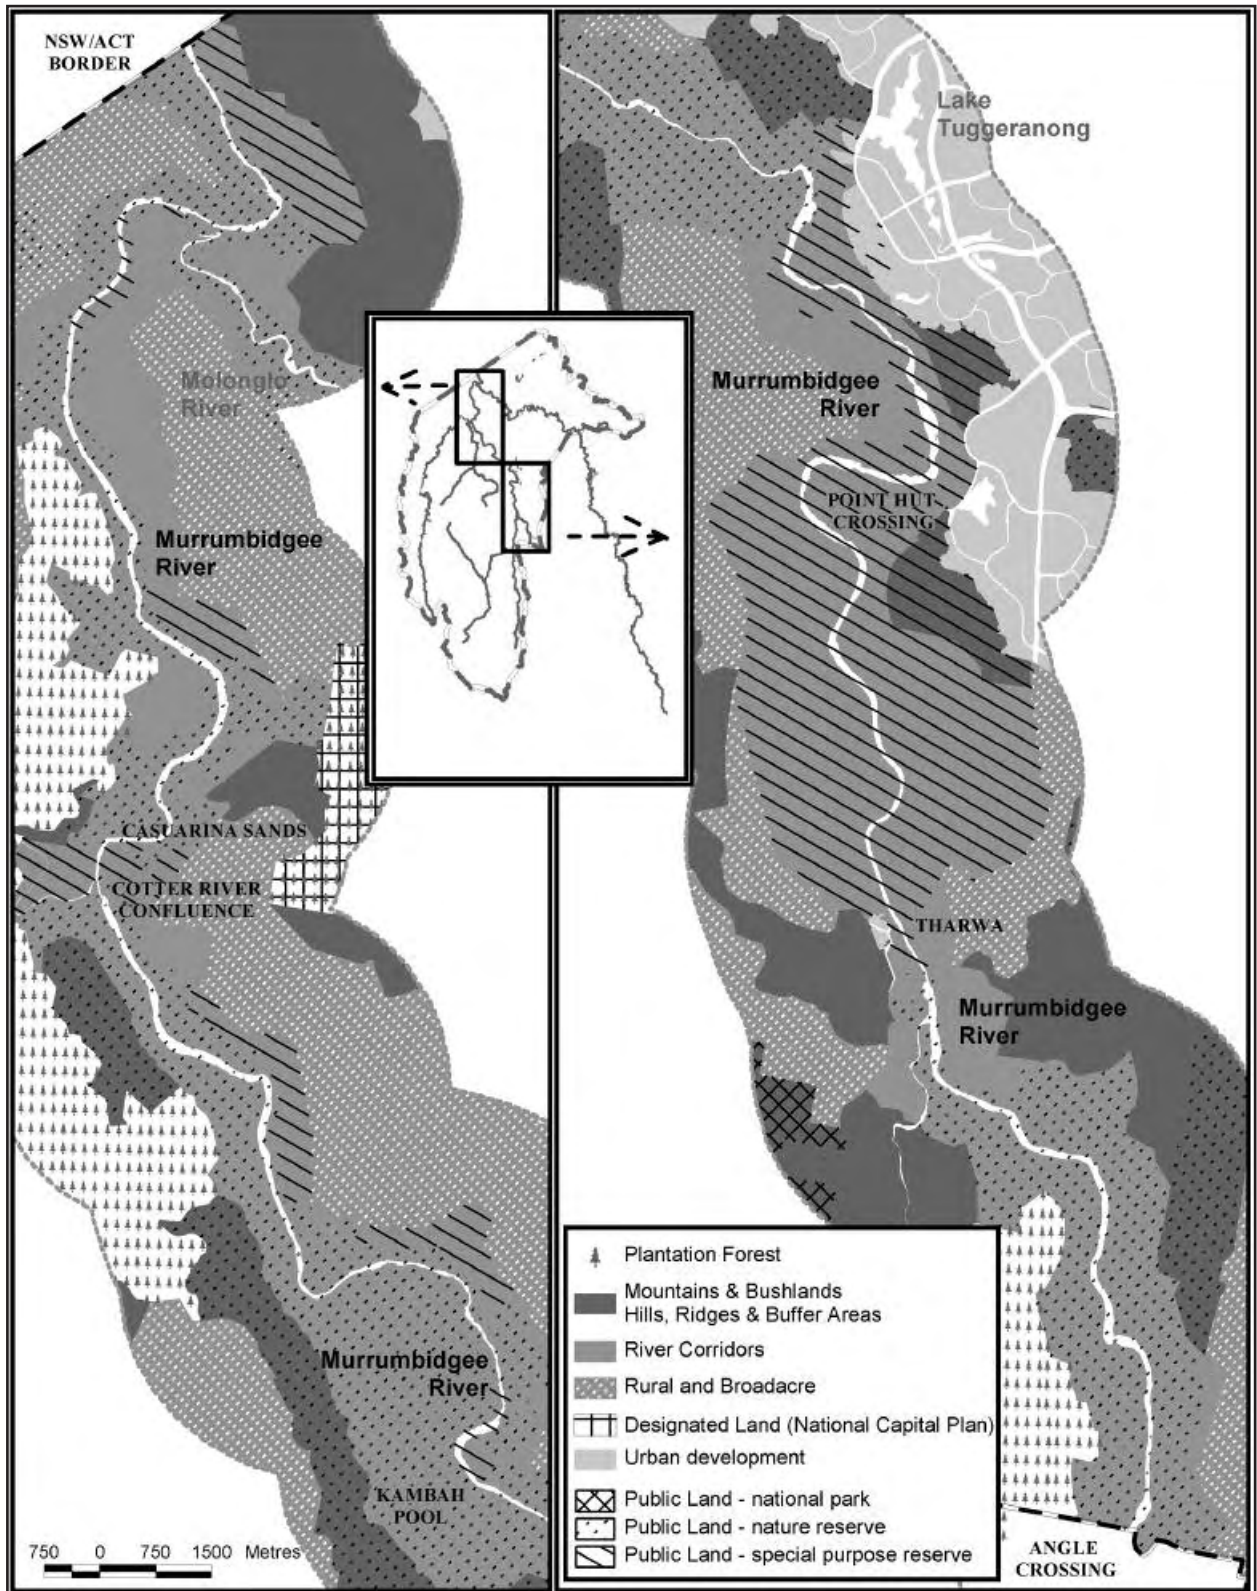 NSW/ACT
BORDER
Molonglo
River
Murrumbidgee
River
CASUARINA SANDS
COTTER RIVER
CONFLUENCE
Murrumbidgee
River
KAMBAH
POOL
750 0 750 1500 Metres
Lake
Tuggeranong
Murrumbidgee
River
POINT HUT
CROSSING
THARWA
Murrumbidgee
River
Plantation Forest
Mountains & Bushlands
Hills, Ridges & Buffer Areas
River Corridors
Rural and Broadacre
Designated Land (National Capital Plan)
Urban development
Public Land - national park
Public Land - nature reserve
Public Land - special purpose reserve
ANGLE
CROSSING